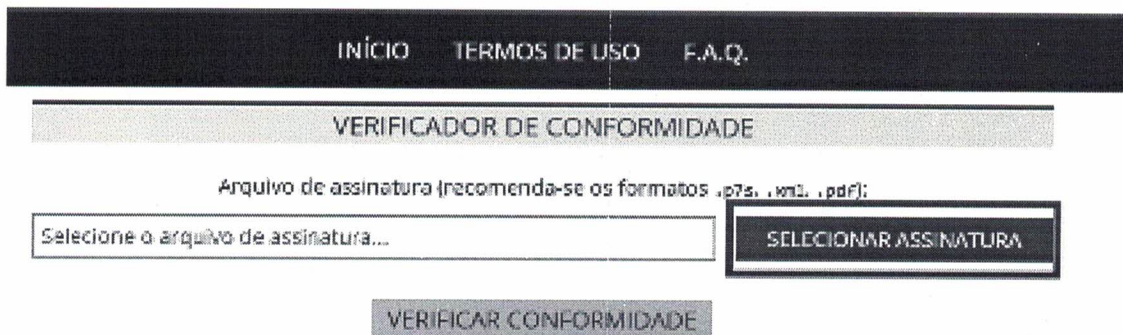 INÍCIO TERMOS DE USO F.A.Q.
VERIFICADOR DE CONFORMIDADE
Arquivo de assinatura (recomenda-se os formatos .p7s, .xml, .pdf):
Selecione o arquivo de assinatura...
SELECIONAR ASSINATURA
VERIFICAR CONFORMIDADE